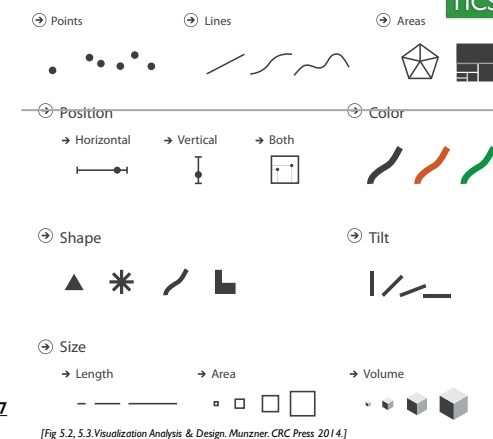 Points Lines Areas
Position Color
Horizontal Vertical Both
Shape Tilt
Size
Length Area Volume
7
[Fig 5.2, 5.3. Visualization Analysis & Design. Munzner. CRC Press 2014.]